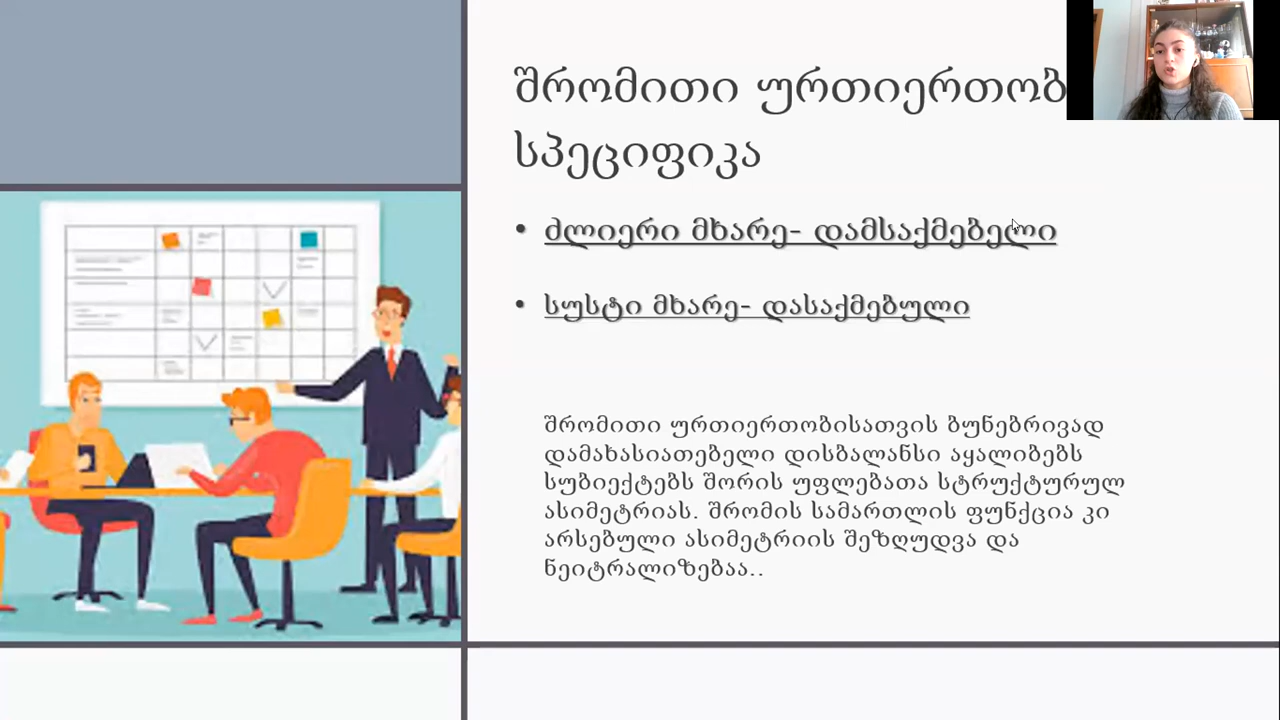 შრომითი ურთიერთობ
სპეციფიკა
• ძლიერი მხარე- დამსაქმებელი
• სუსტი მხარე- დასაქმებული
შრომითი ურთიერთობისათვის ბუნებრივად
დამახასიათებელი დისბალანსი აყალიბებს
სუბიექტებს შორის უფლებათა სტრუქტურულ
ასიმეტრიას. შრომის სამართლის ფუნქცია კი
არსებული ასიმეტრიის შეზღუდვა და
ნეიტრალიზებაა..